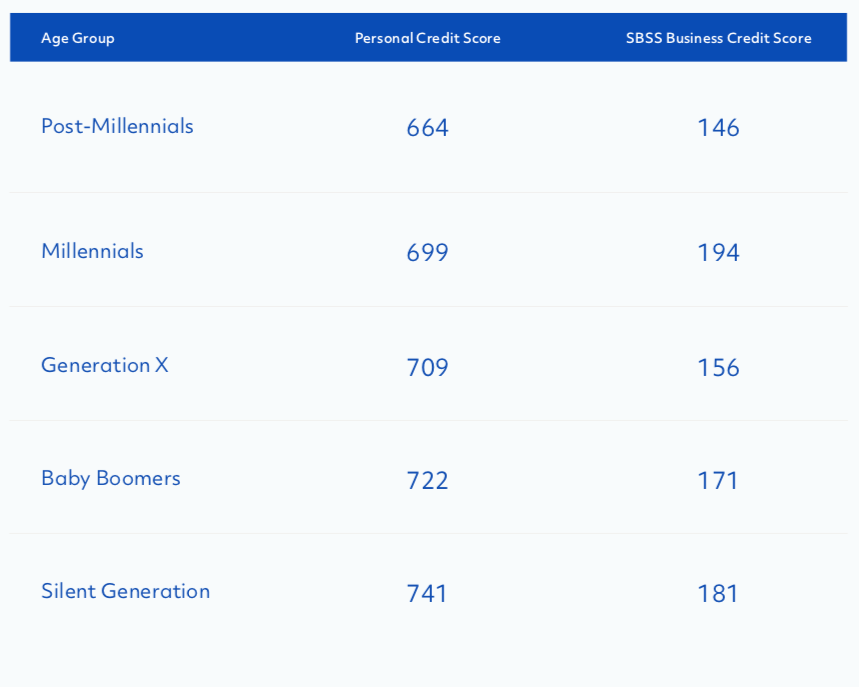 Age Group Personal Credit Score SBSS Business Credit Score
Post-Millennials 664 146
Millennials 699 194
Generation X 709 156
Baby Boomers 722 171
Silent Generation 741 181